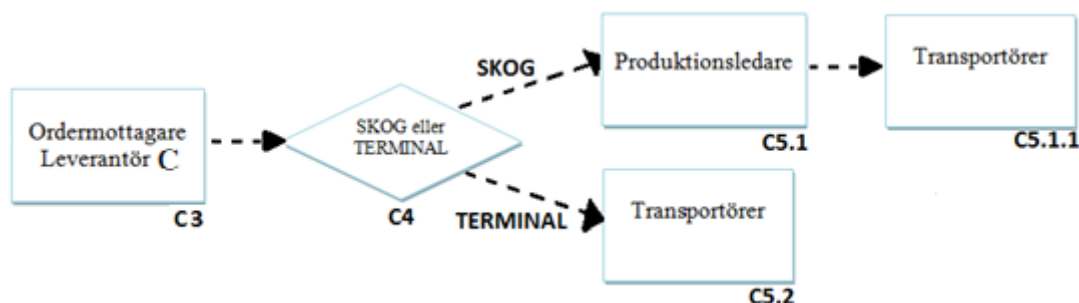 Ordermottagare
Leverantör C
C3
SKOG eller
TERMINAL
C4
SKOG
Produktionsledare
C5.1
Transportörer
C5.1.1
TERMINAL
Transportörer
C5.2